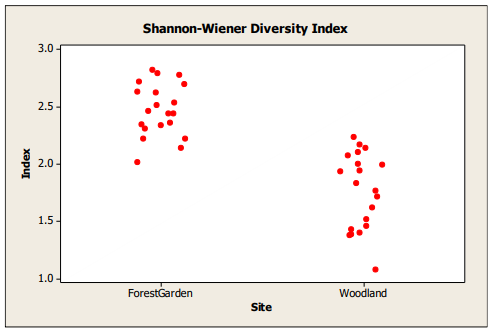 Shannon-Wiener Diversity Index
3.0
2.5
2.0
1.5
1.0
Index
ForestGarden
Woodland
Site